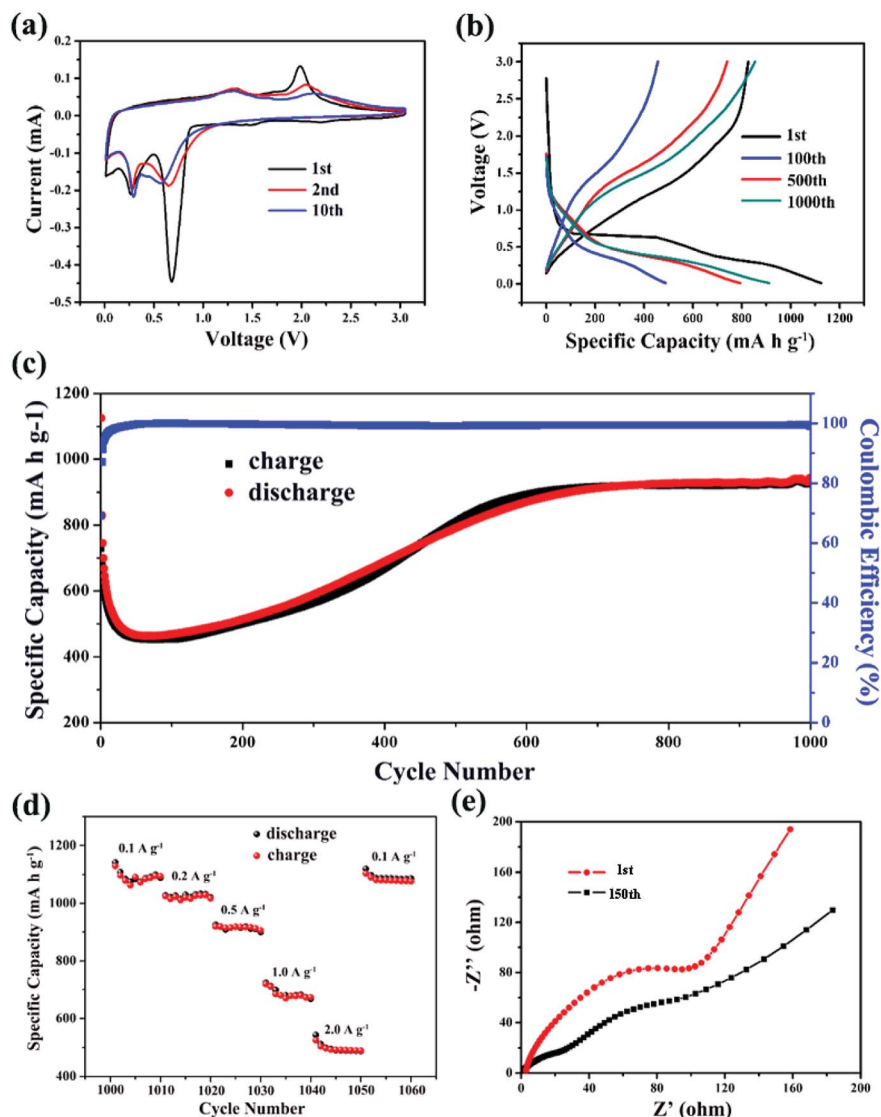 (a)
0.2
0.1
0.0
-0.1
-0.2
-0.3
-0.4
-0.5
Current (mA)
1st
2nd
10th
0.0 0.5 1.0 1.5 2.0 2.5 3.0
Voltage (V)
(b)
3.0
2.5
2.0
1.5
1.0
0.5
0.0
Voltage (V)
1st
100th
500th
1000th
0 200 400 600 800 1000 1200
Specific Capacity (mA h g-1)
(c)
1200
1000
800
600
400
200
Specific Capacity (mA h g-1)
charge
discharge
100
80
60
40
20
0
Coulombic Efficiency (%)
0 200 400 600 800 1000
Cycle Number
(d)
1200
1000
800
600
400
Specific Capacity (mA h g-1)
discharge
charge
0.1 A g-1
0.2 A g-1
0.5 A g-1
1.0 A g-1
2.0 A g-1
0.1 A g-1
1000 1010 1020 1030 1040 1050 1060
Cycle Number
(e)
200
160
120
80
40
0
-Z’’ (ohm)
1st
150th
0 40 80 120 160 200
Z’ (ohm)